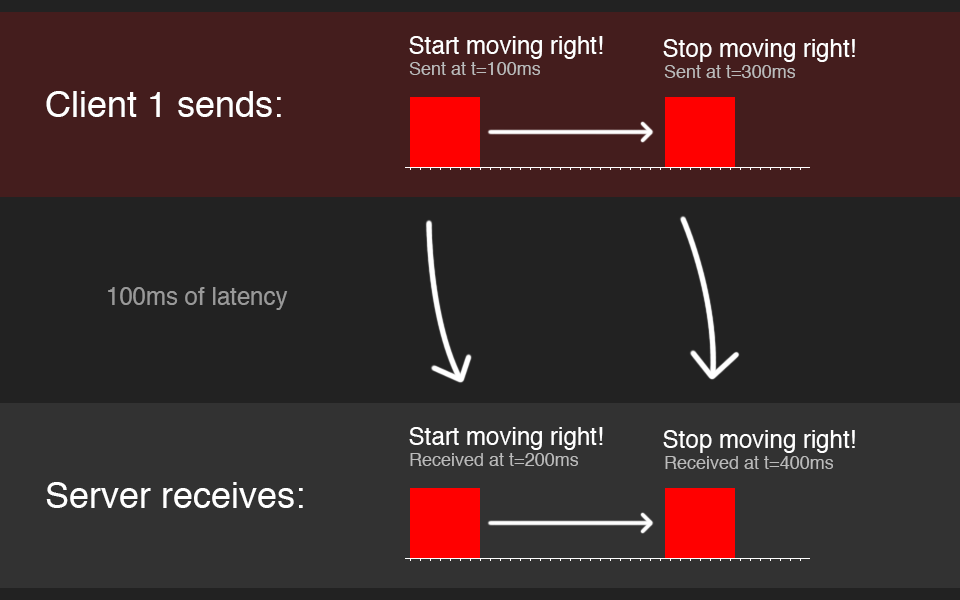 Start moving right!
Sent at t=100ms
Stop moving right!
Sent at t=300ms
Client 1 sends:
100ms of latency
Start moving right!
Received at t=200ms
Stop moving right!
Received at t=400ms
Server receives: